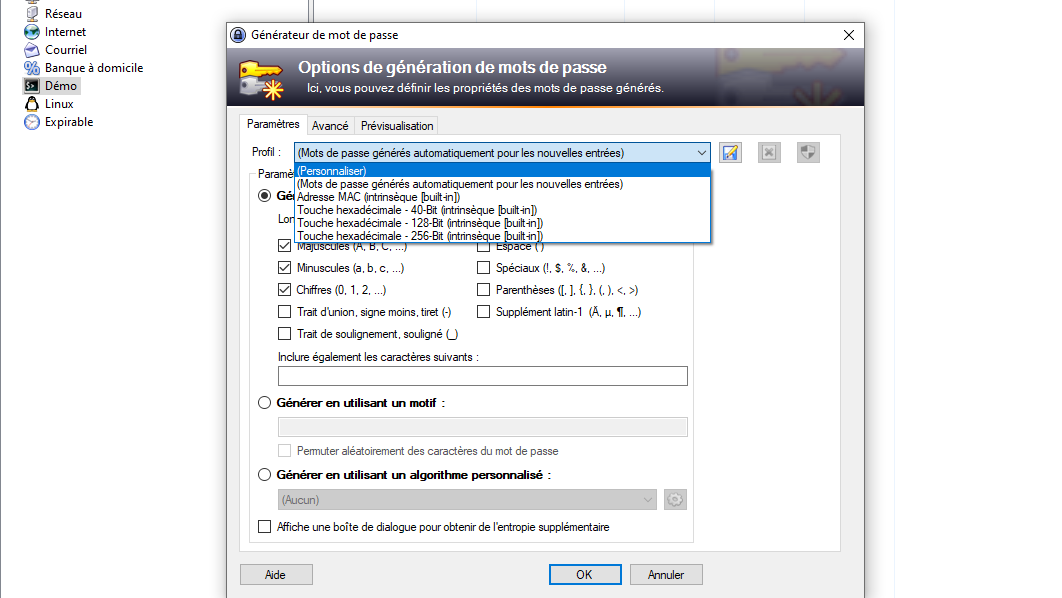 Réseau
Internet
Courriel
Banque à domicile
Démo
Linux
Expirable
Générateur de mot de passe
Options de génération de mots de passe
Ici, vous pouvez définir les propriétés des mots de passe générés.
Paramètres Avancé Prévisualisation
Profil : (Mots de passe générés automatiquement pour les nouvelles entrées)
(Personnaliser)
(Mots de passe générés automatiquement pour les nouvelles entrées)
Adresse MAC (intrinsèque [built-in])
Touche hexadécimale - 40-Bit (intrinsèque [built-in])
Touche hexadécimale - 128-Bit (intrinsèque [built-in])
Touche hexadécimale - 256-Bit (intrinsèque [built-in])
Majuscules (A, B, C, ...) Espace ( )
Minuscules (a, b, c, ...) Spéciaux (!, $, %, &, ...)
Chiffres (0, 1, 2, ...) Parenthèses ([, ], {, }, (, ), <, >)
Trait d'union, signe moins, tiret (-) Supplément latin-1 (Ä, µ, ¶, ...)
Trait de soulignement, souligné (_)
Inclure également les caractères suivants :
Générer en utilisant un motif :
Permuter aléatoirement des caractères du mot de passe
Générer en utilisant un algorithme personnalisé :
(Aucun)
Affiche une boîte de dialogue pour obtenir de l'entropie supplémentaire
Aide OK Annuler